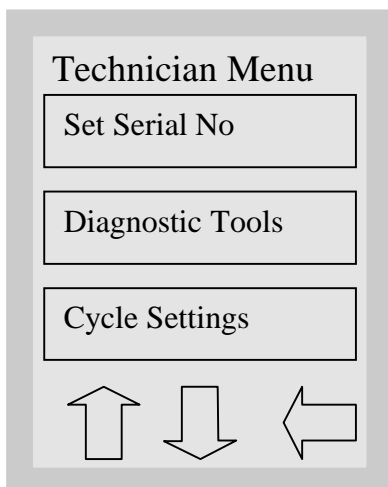 Technician Menu
Set Serial No
Diagnostic Tools
Cycle Settings